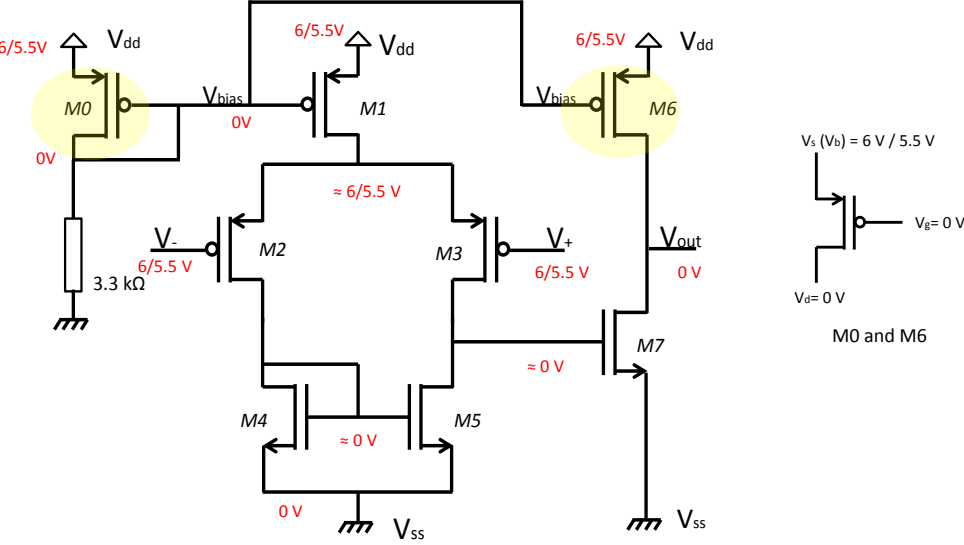 6/5.5V
Vdd
6/5.5V
Vdd
6/5.5V
Vdd
M0
Vbias
0V
M1
Vbias
M6
0V
Vs (Vb) = 6 V / 5.5 V
≈ 6/5.5 V
Vg= 0 V
V-
6/5.5 V
M2
M3
V+
6/5.5 V
Vout
0 V
3.3 kΩ
Vd= 0 V
M0 and M6
M7
≈ 0 V
M4
M5
≈ 0 V
0 V
Vss
Vss